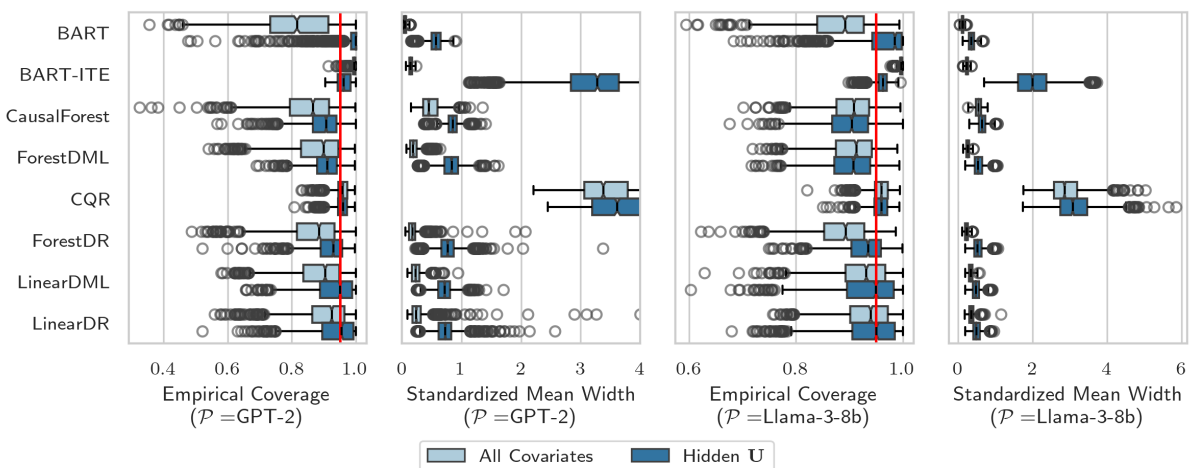 BART
BART-ITE
CausalForest
ForestDML
CQR
ForestDR
LinearDML
LinearDR
0.4 0.6 0.8 1.0
0 1 2 3 4
0.6 0.8 1.0
0 2 4 6
Empirical Coverage
(𝒫 =GPT-2)
Standardized Mean Width
(𝒫 =GPT-2)
Empirical Coverage
(𝒫 =Llama-3-8b)
Standardized Mean Width
(𝒫 =Llama-3-8b)
All Covariates
Hidden U